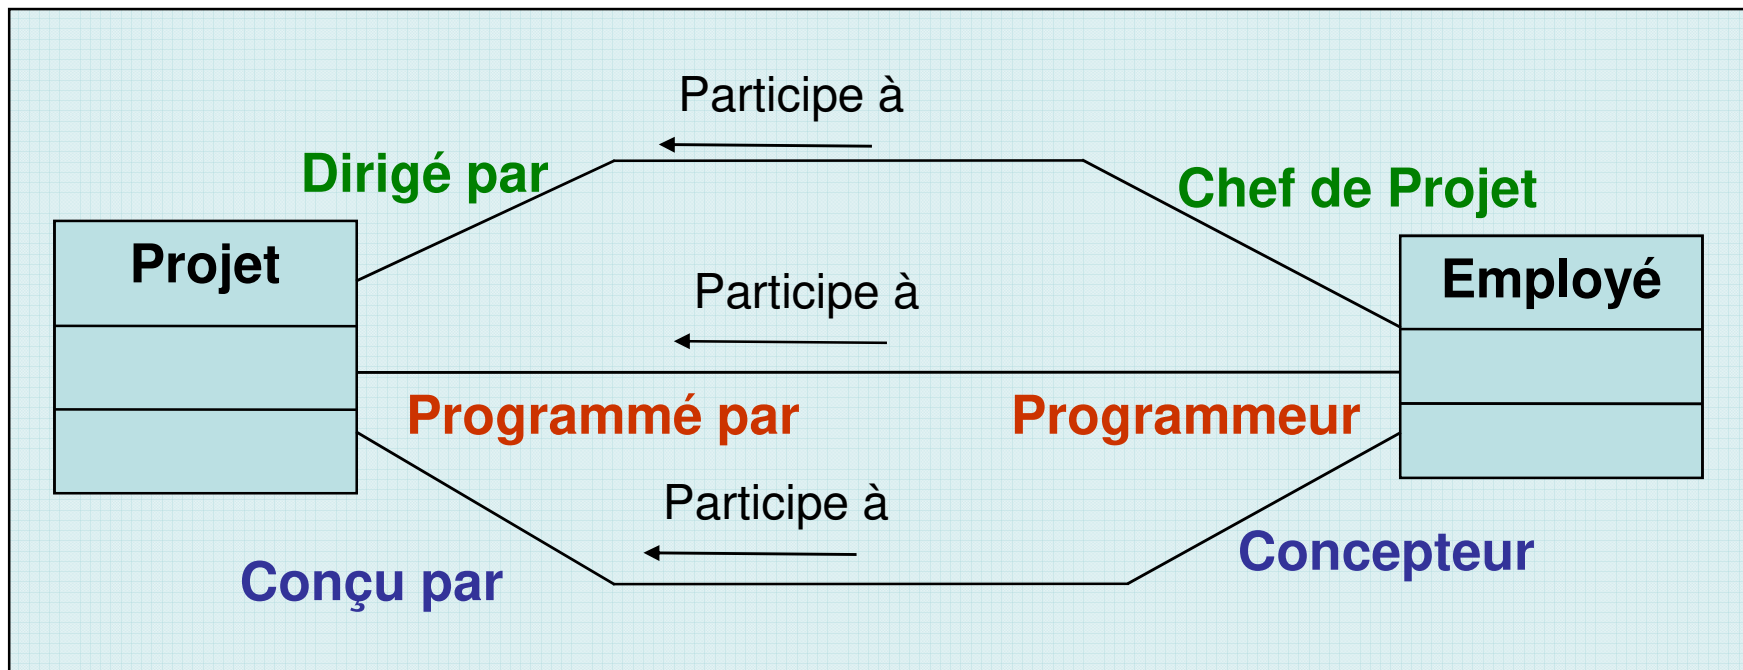 Participe à
Dirigé par
Chef de Projet
Projet
Employé
Participe à
Programmé par
Programmeur
Participe à
Conçu par
Concepteur